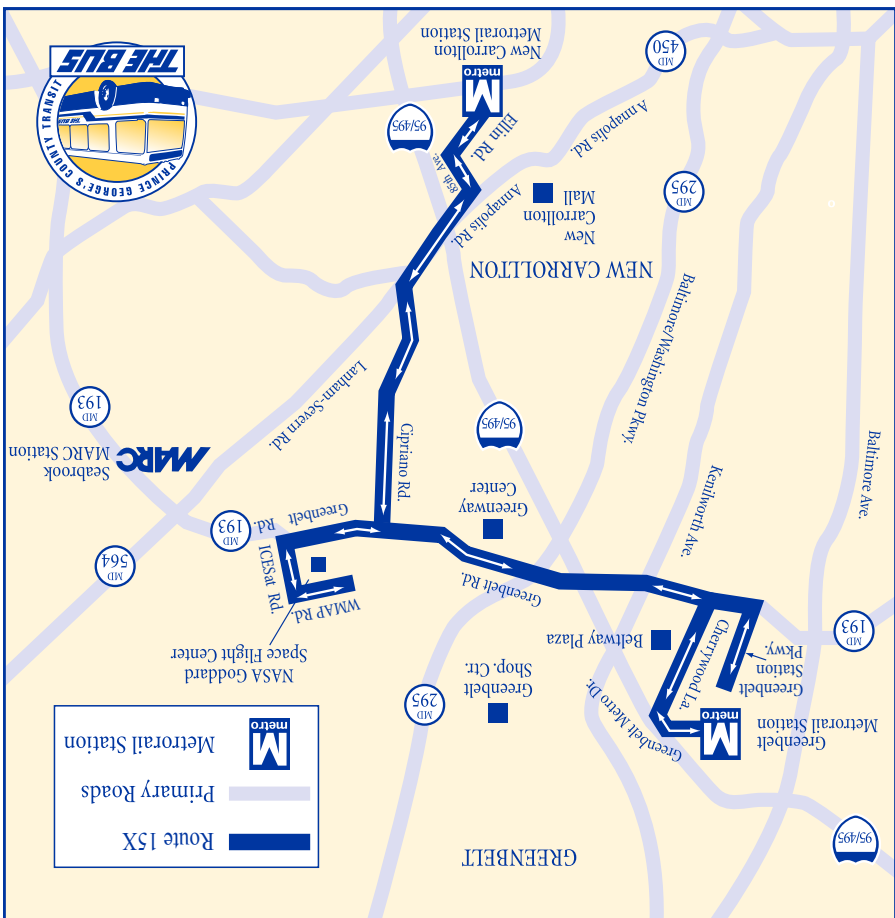 GREENBELT
95/495
Route 15X
Primary Roads
metro
Metrorail Station
Greenbelt
Metrorail Station
metro
Greenbelt Metro Dr.
Greenbelt
Shop. Ctr.
MD
295
NASA Goddard
Space Flight Center
Greenbelt
Station
Pkwy.
Cherrywood La.
Beltway Plaza
MD
193
Greenbelt Rd.
WMAP Rd.
ICESat Rd.
MD
564
Greenway
Center
Greenbelt Rd.
MD
193
Baltimore Ave.
Kenilworth Ave.
95/495
Cipriano Rd.
MARC
Seabrook
MARC Station
MD
193
Lanham-Severn Rd.
Baltimore/Washington Pkwy.
NEW CARROLLTON
New
Carrollton
Mall
MD
295
Annapolis Rd.
85th Ave.
Annapolis Rd.
Ellin Rd.
95/495
metro
New Carrollton
Metrorail Station
MD
450
PRINCE GEORGE'S COUNTY TRANSIT
THE BUS
THE BUS